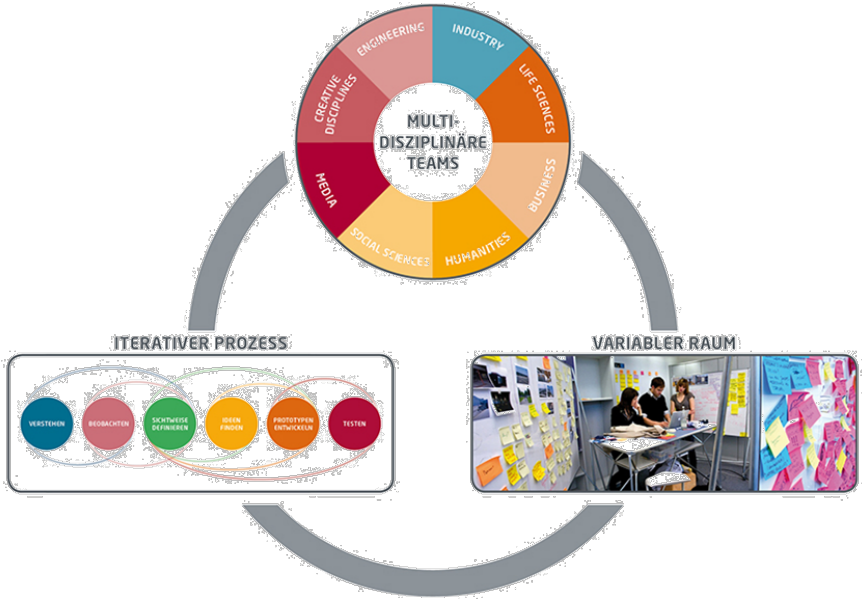 ENGINEERING
INDUSTRY
LIFE SCIENCES
BUSINESS
HUMANITIES
SOCIAL SCIENCES
MEDIA
CREATIVE
DISCIPLINES
MULTI-
DISZIPLINÄRE
TEAMS
ITERATIVER PROZESS
VERSTEHEN
BEOBACHTEN
SICHTWEISE
DEFINIEREN
IDEEN
FINDEN
PROTOTYPEN
ENTWICKELN
TESTEN
VARIABLER RAUM